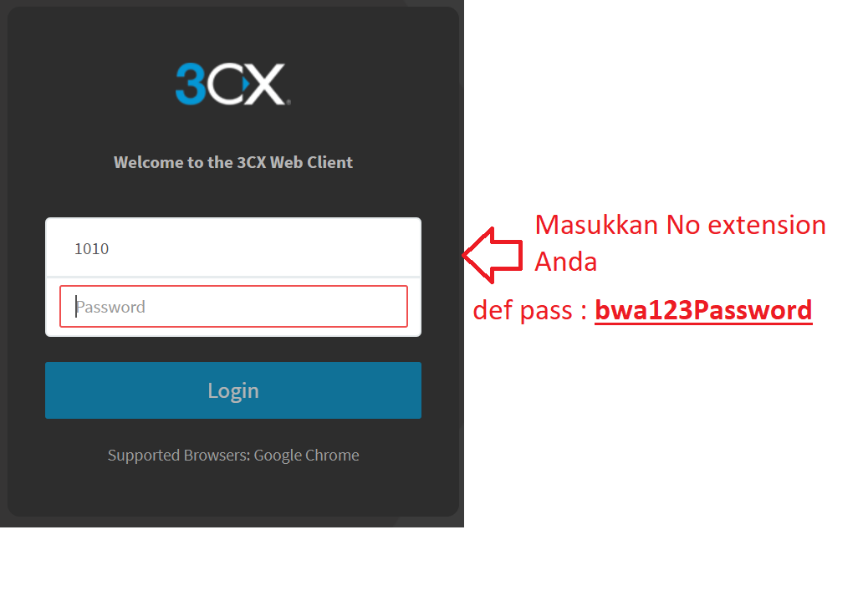 3CX
Welcome to the 3CX Web Client
1010
Password
Login
Supported Browsers: Google Chrome
Masukkan No extension
Anda
def pass : bwa123Password